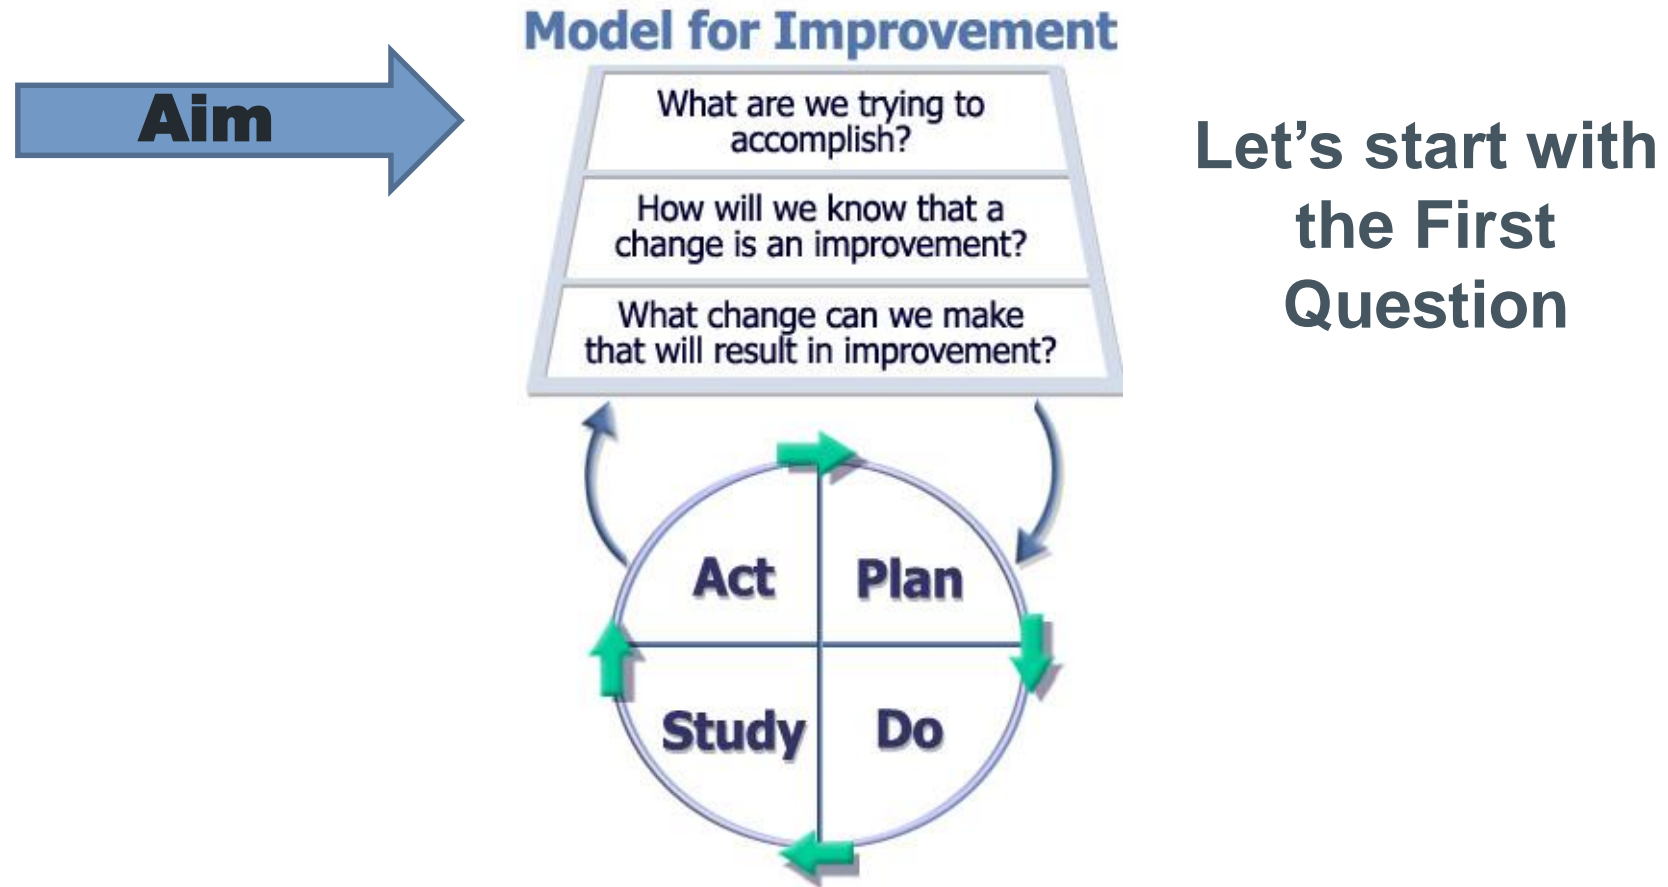 Model for Improvement
Aim
What are we trying to
accomplish?
How will we know that a
change is an improvement?
What change can we make
that will result in improvement?
Let’s start with
the First
Question
Act
Plan
Study
Do